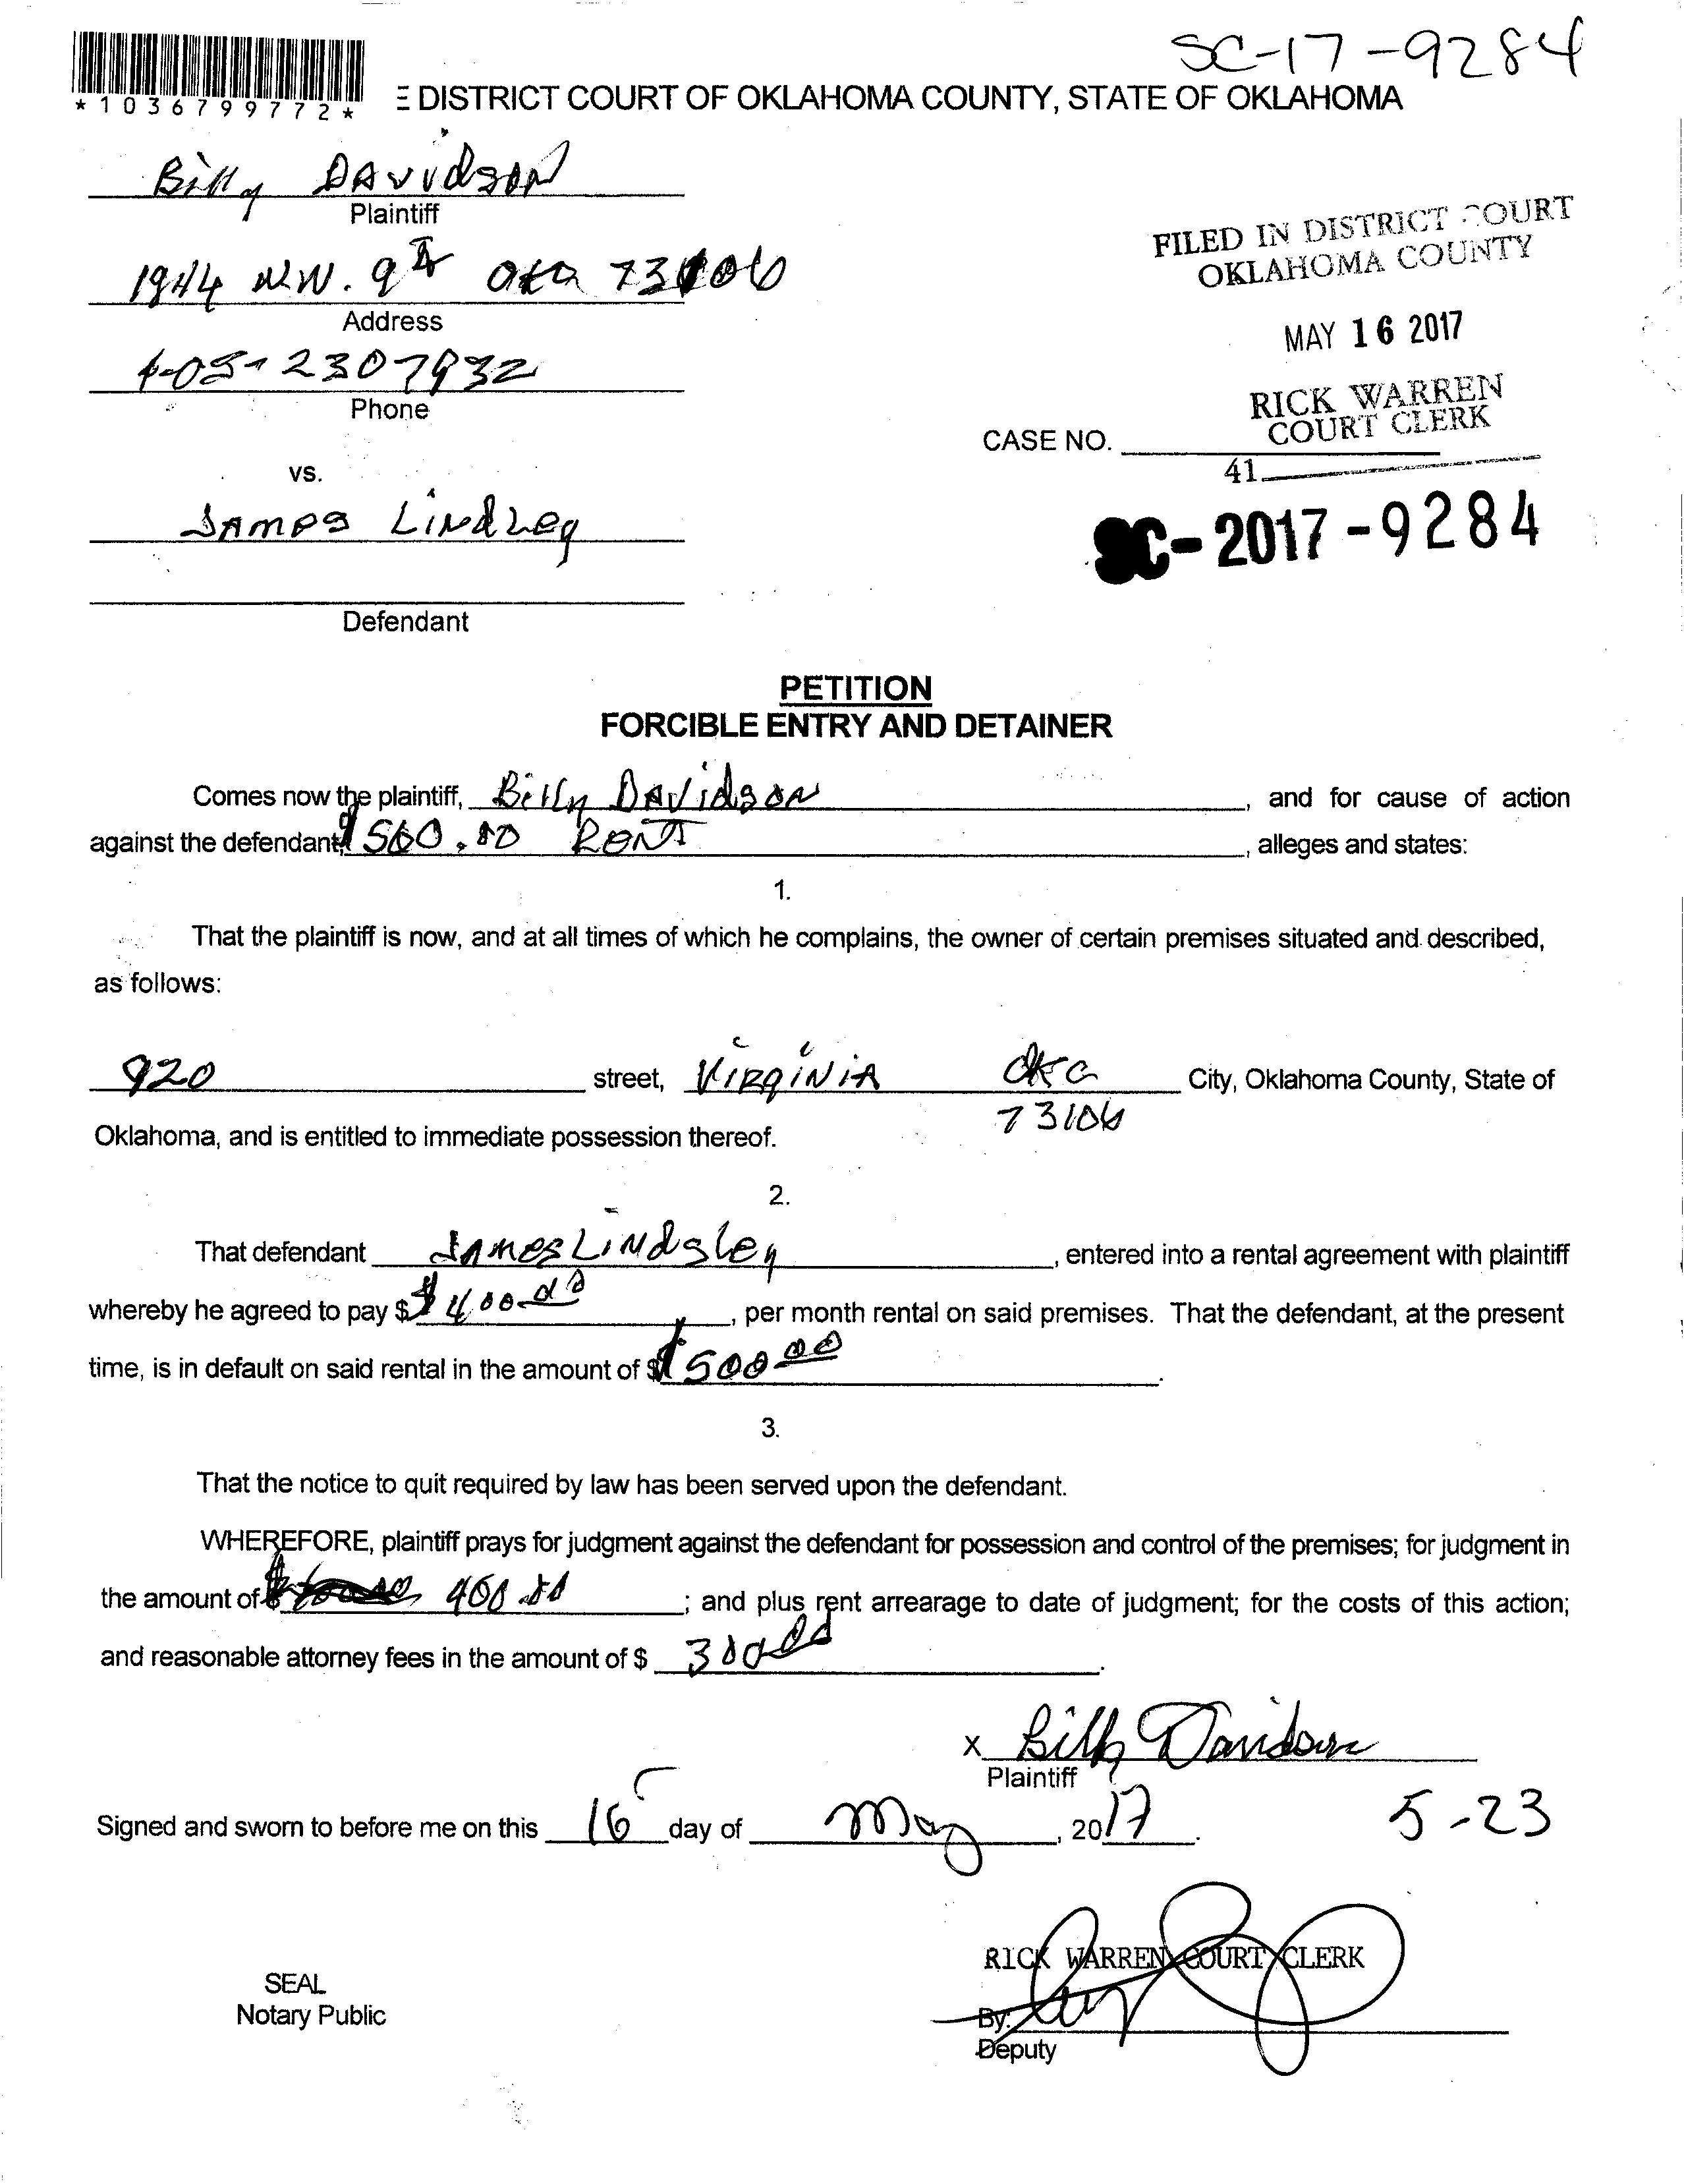 SC-17-9284
*1036799772*
E DISTRICT COURT OF OKLAHOMA COUNTY, STATE OF OKLAHOMA
Billy DAvidson
Plaintiff
1944 N.W. 9th OKC 73106
Address
405-2307932
Phone
vs.
JAMES LiNdLey
Defendant
FILED IN DISTRICT COURT
OKLAHOMA COUNTY
MAY 16 2017
RICK WARREN
COURT CLERK
CASE NO.
41
SC-2017-9284
PETITION
FORCIBLE ENTRY AND DETAINER
Comes now the plaintiff, Billy DAvidsoN, and for cause of action
against the defendant, $500.00 RENT, alleges and states:
1.
That the plaintiff is now, and at all times of which he complains, the owner of certain premises situated and described,
as follows:
920 street, ViRgiNiA OKC City, Oklahoma County, State of
73106
Oklahoma, and is entitled to immediate possession thereof.
2.
That defendant JAMES LiNdsley, entered into a rental agreement with plaintiff
whereby he agreed to pay $ $400.00, per month rental on said premises. That the defendant, at the present
time, is in default on said rental in the amount of $ $500.00.
3.
That the notice to quit required by law has been served upon the defendant.
WHEREFORE, plaintiff prays for judgment against the defendant for possession and control of the premises; for judgment in
the amount of $ 400.00; and plus rent arrearage to date of judgment; for the costs of this action;
and reasonable attorney fees in the amount of $ 300.00.
x Billy Davidson
Plaintiff
Signed and sworn to before me on this 16 day of May, 2017.
5-23
RICK WARREN COURT CLERK
SEAL
Notary Public
By:
Deputy